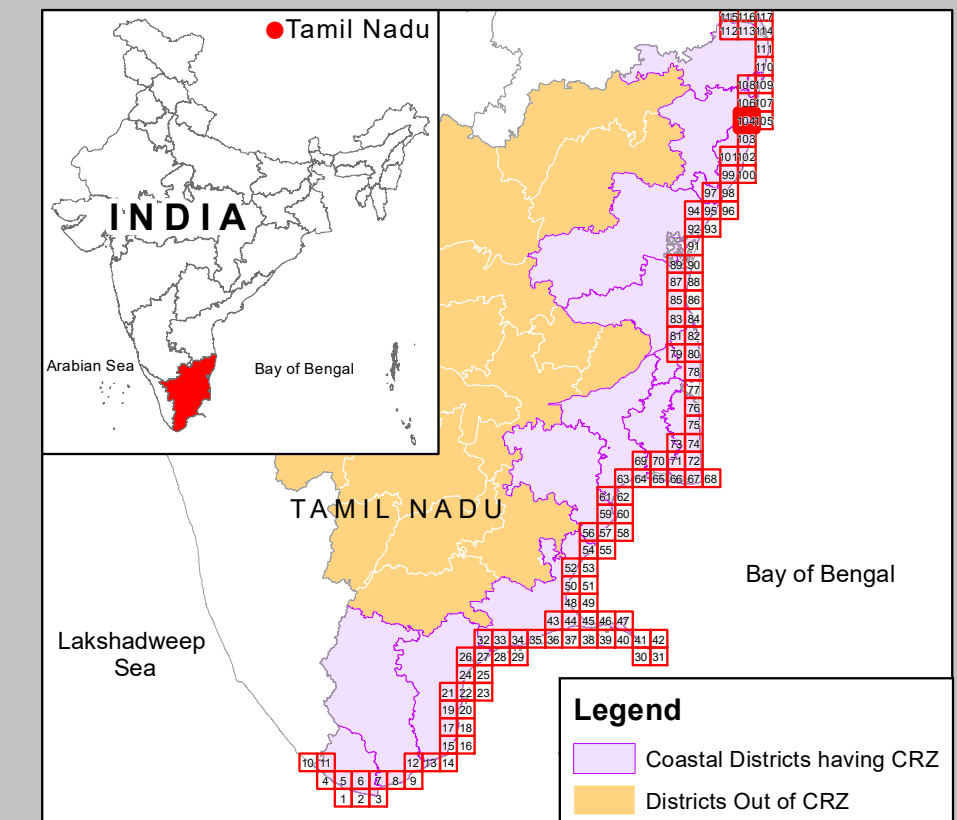 Tamil Nadu
INDIA
Arabian Sea
Bay of Bengal
115 116 117
112 113 114
111
110
108 109
106 107
104 105
103
101 102
99 100
97 98
94 95 96
92 93
91
89 90
87 88
85 86
83 84
81 82
79 80
78
77
76
75
73 74
69 70 71 72
63 64 65 66 67 68
61 62
TAMIL NADU
59 60
56 57 58
54 55
52 53
Bay of Bengal
50 51
48 49
43 44 45 46 47
Lakshadweep
Sea
32 33 34 35 36 37 38 39 40 41 42
26 27 28 29 30 31
24 25
21 22 23
19 20
17 18
15 16
10 11 12 13 14
4 5 6 7 8 9
1 2 3
Legend
Coastal Districts having CRZ
Districts Out of CRZ